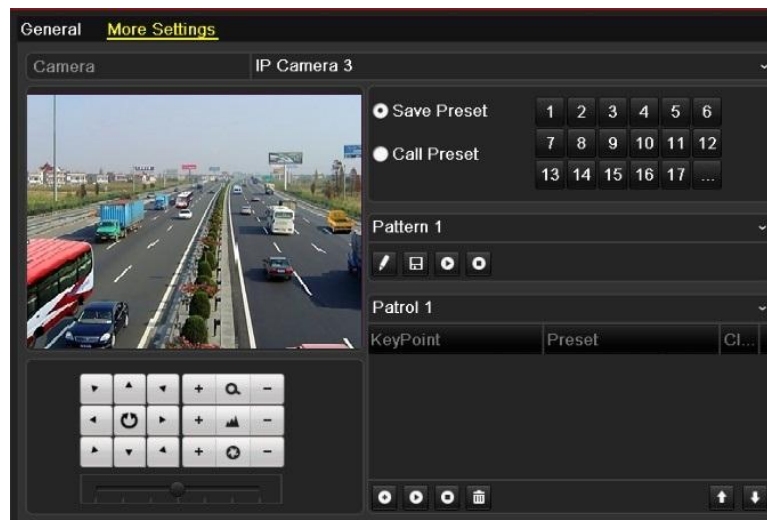 General More Settings
Camera IP Camera 3
Save Preset 1 2 3 4 5 6
Call Preset 7 8 9 10 11 12
13 14 15 16 17 ...
Pattern 1
Patrol 1
KeyPoint Preset Cl...